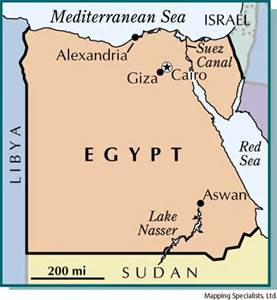 Mediterranean Sea
ISRAEL
Alexandria
Suez
Canal
Giza
Cairo
LIBYA
EGYPT
Red
Sea
Aswan
Lake
Nasser
200 mi
SUDAN
Mapping Specialists, Ltd.